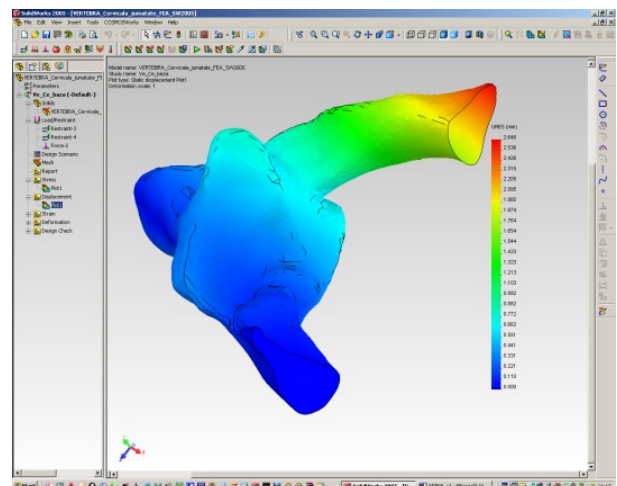 SolidWorks 2005 - [VERTEBRA_Cervicala_jumatate_FEA_SW2005
File Edit View Insert Tools COSMOSWorks Window Help
Model name: VERTEBRA_Cervicala_jumatate_FEA_SW2005
Study name: Ve_Ce_baza
Plot type: Static displacement Plot1
Deformation scale: 1
VERTEBRA_Cervicala_jumatate_FE
Parameters
Ve_Ce_baza (-Default-)
Solids
VERTEBRA_Cervicala_
Load/Restraint
Restraint-3
Restraint-4
Force-2
Design Scenario
Mesh
Report
Stress
Plot1
Displacement
Plot1
Strain
Deformation
Design Check
URES (mm)
2.646
2.536
2.426
2.315
2.205
2.095
1.985
1.874
1.764
1.654
1.544
1.433
1.323
1.213
1.103
0.992
0.882
0.772
0.662
0.551
0.441
0.331
0.221
0.110
0.000